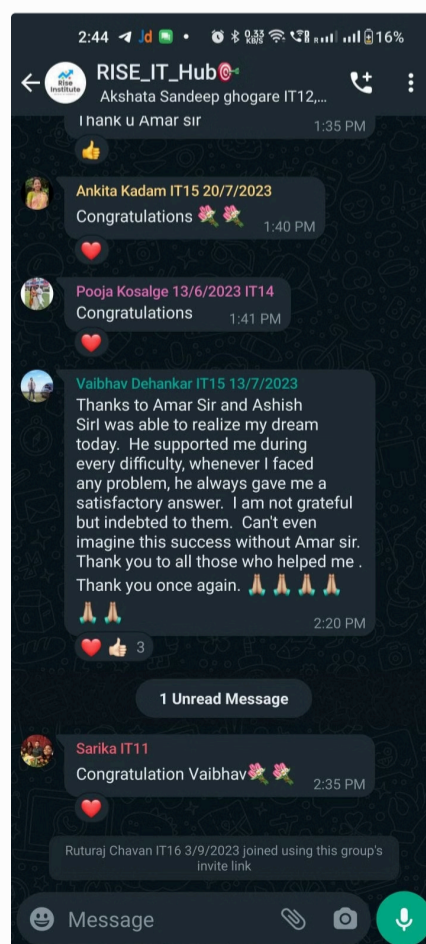 2:44 Jd 0.33 KB/S 16%
Rise Institute
RISE_IT_Hub
Akshata Sandeep ghogare IT12,...
Thank u Amar sir
1:35 PM
Ankita Kadam IT15 20/7/2023
Congratulations
1:40 PM
Pooja Kosalge 13/6/2023 IT14
Congratulations
1:41 PM
Vaibhav Dehankar IT15 13/7/2023
Thanks to Amar Sir and Ashish
SirI was able to realize my dream
today. He supported me during
every difficulty, whenever I faced
any problem, he always gave me a
satisfactory answer. I am not grateful
but indebted to them. Can't even
imagine this success without Amar sir.
Thank you to all those who helped me .
Thank you once again. 🙏🏼 🙏🏼 🙏🏼 🙏🏼
🙏🏼 🙏🏼
2:20 PM
3
1 Unread Message
Sarika IT11
Congratulation Vaibhav
2:35 PM
Ruturaj Chavan IT16 3/9/2023 joined using this group's
invite link
Message